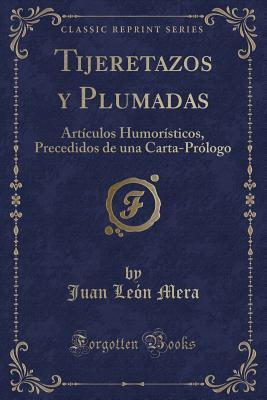 CLASSIC REPRINT SERIES
TIJERETAZOS
Y PLUMADAS
Artículos Humorísticos,
Precedidos de una Carta-Prólogo
F
by
Juan León Mera
Forgotten Books